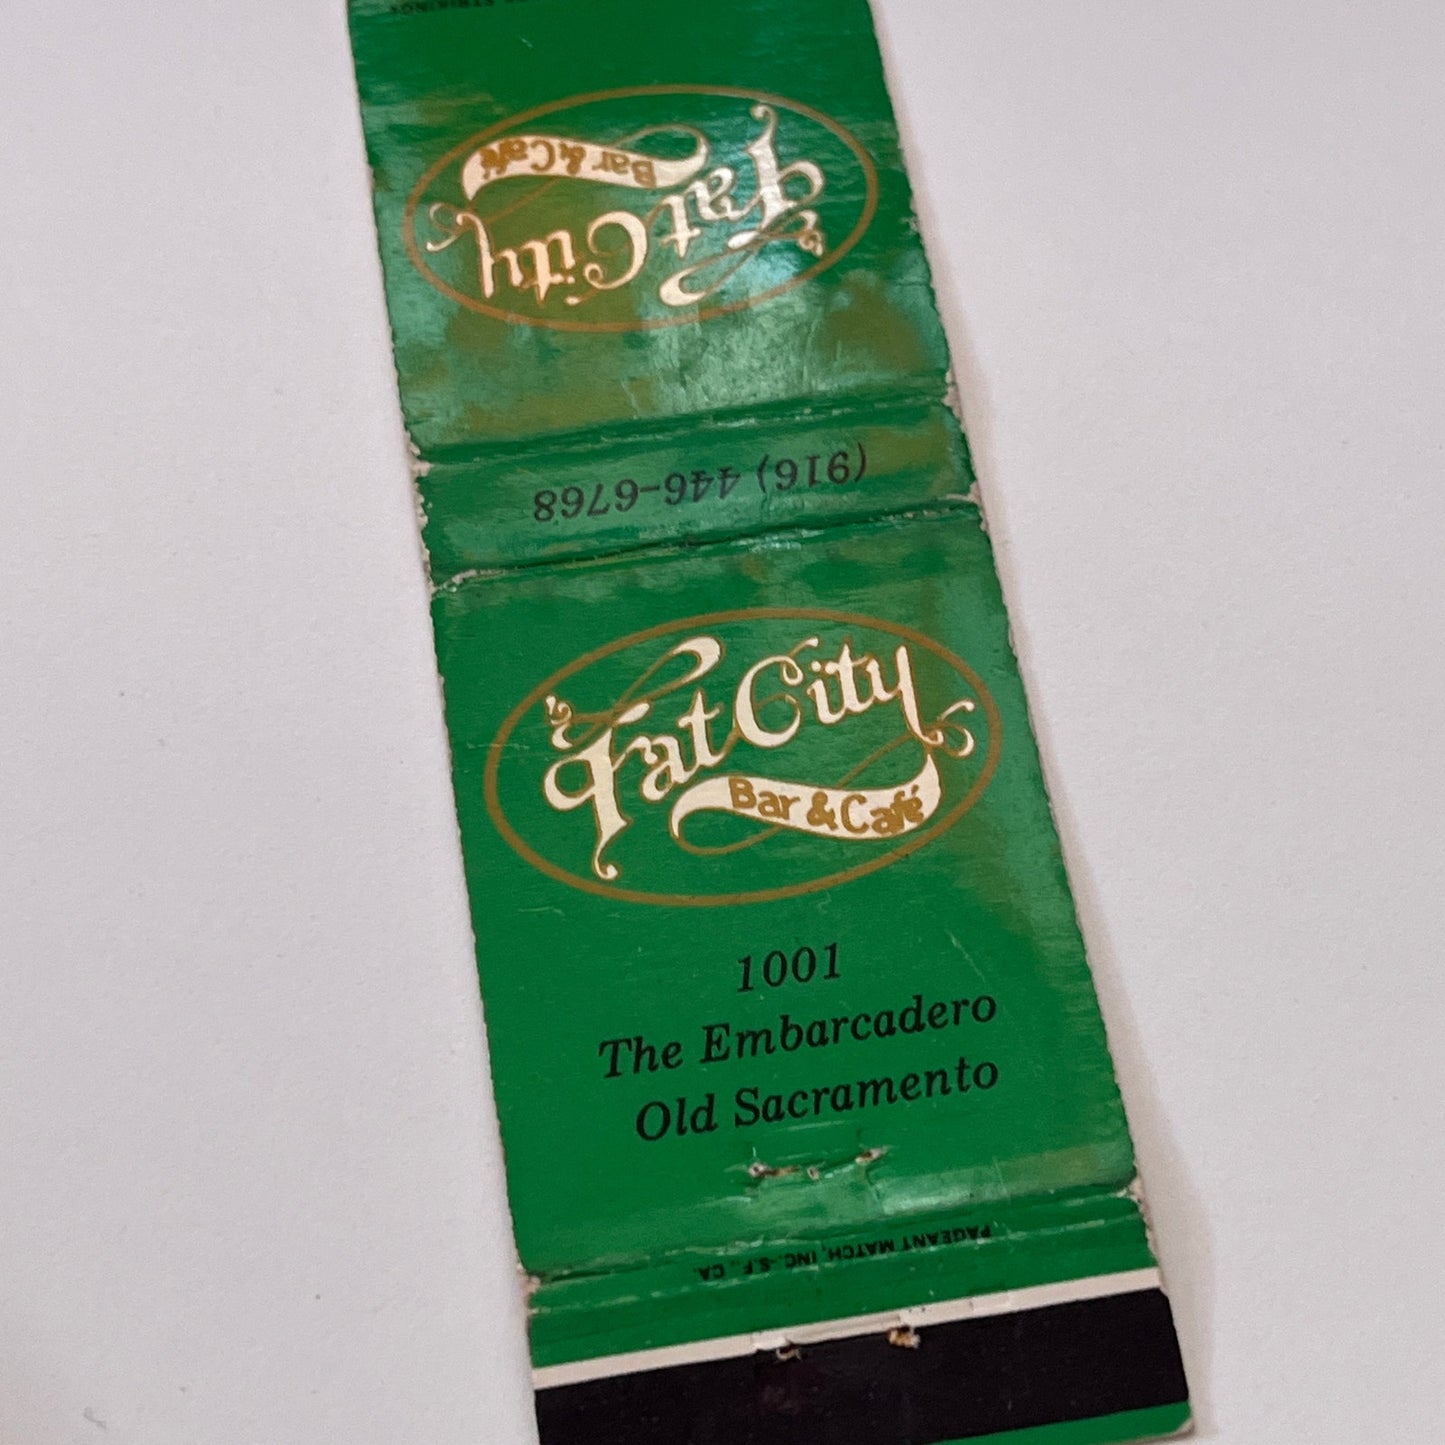 STRIKING
Fat City
Bar & Café
(916) 446-6768
Fat City
Bar & Café
1001
The Embarcadero
Old Sacramento
PAGEANT MATCH, INC.-S.F., CA.